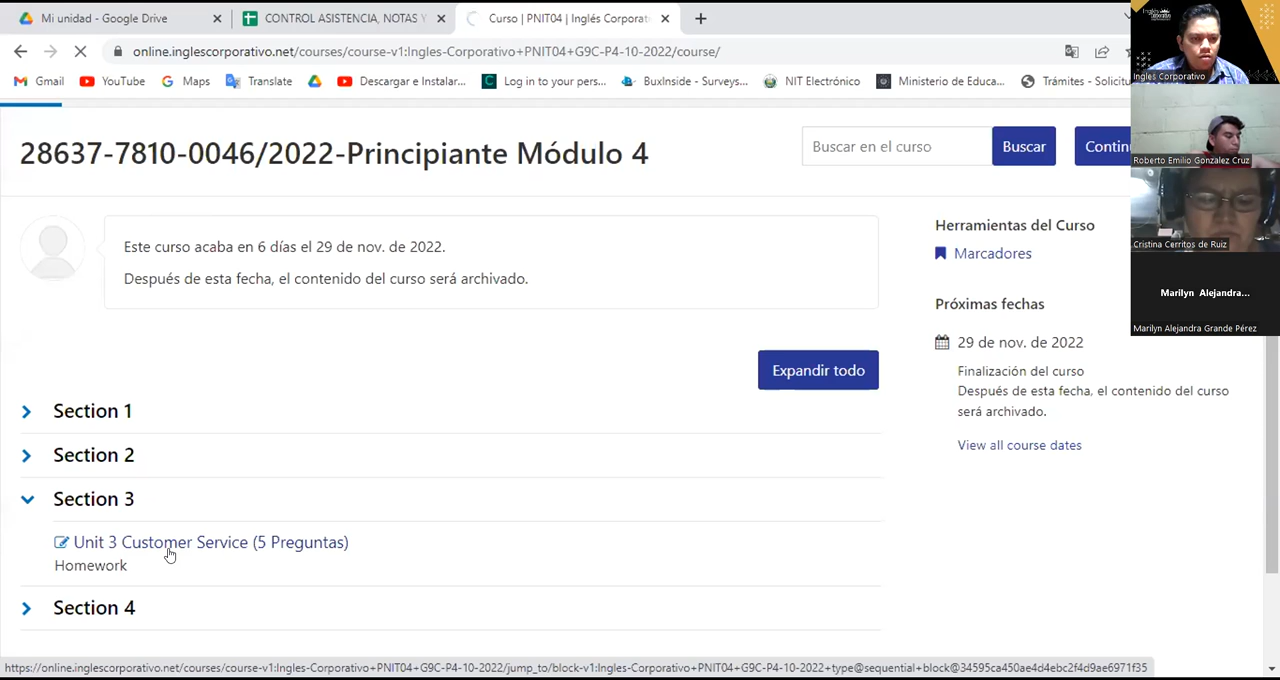 Mi unidad - Google Drive
CONTROL ASISTENCIA, NOTAS Y
Curso | PNIT04 | Inglés Corporat
online.inglescorporativo.net/courses/course-v1:Ingles-Corporativo+PNIT04+G9C-P4-10-2022/course/
Gmail
YouTube
Maps
Translate
Descargar e Instalar...
Log in to your pers...
BuxInside - Surveys...
NIT Electrónico
Ministerio de Educa...
Trámites - Solicitu
Ingles Corporativo
Roberto Emilio Gonzalez Cruz
Cristina Cerritos de Ruiz
Marilyn Alejandra...
Marilyn Alejandra Grande Pérez
28637-7810-0046/2022-Principiante Módulo 4
Buscar en el curso
Buscar
Contin
Este curso acaba en 6 días el 29 de nov. de 2022.
Después de esta fecha, el contenido del curso será archivado.
Herramientas del Curso
Marcadores
Próximas fechas
29 de nov. de 2022
Finalización del curso
Después de esta fecha, el contenido del curso
será archivado.
View all course dates
Expandir todo
Section 1
Section 2
Section 3
Unit 3 Customer Service (5 Preguntas)
Homework
Section 4
https://online.inglescorporativo.net/courses/course-v1:Ingles-Corporativo+PNIT04+G9C-P4-10-2022/jump_to/block-v1:Ingles-Corporativo+PNIT04+G9C-P4-10-2022+type@sequential+block@34595ca450ae4d4ebc2f4d9ae6971f35